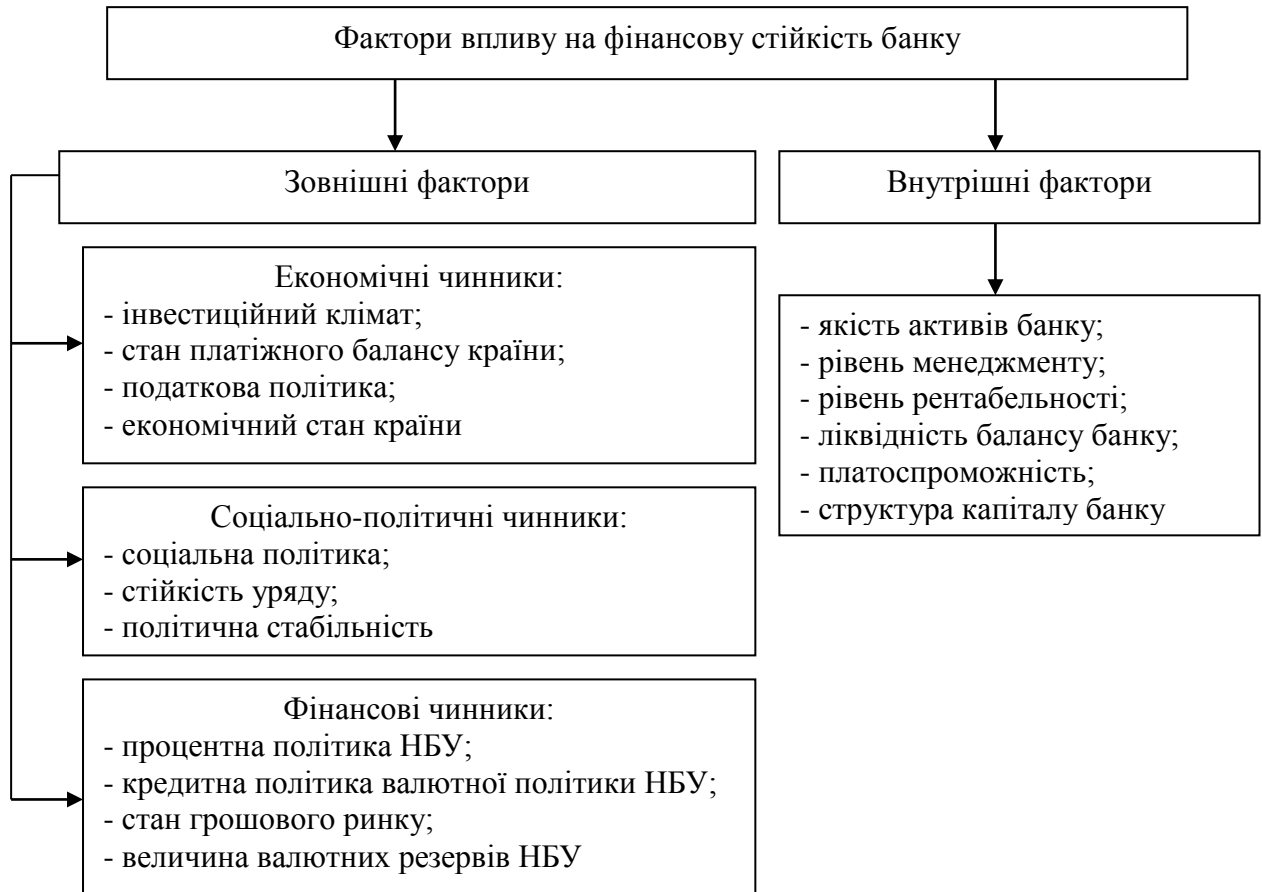 Фактори впливу на фінансову стійкість банку
Зовнішні фактори
Внутрішні фактори
Економічні чинники:
- інвестиційний клімат;
- стан платіжного балансу країни;
- податкова політика;
- економічний стан країни
- якість активів банку;
- рівень менеджменту;
- рівень рентабельності;
- ліквідність балансу банку;
- платоспроможність;
- структура капіталу банку
Соціально-політичні чинники:
- соціальна політика;
- стійкість уряду;
- політична стабільність
Фінансові чинники:
- процентна політика НБУ;
- кредитна політика валютної політики НБУ;
- стан грошового ринку;
- величина валютних резервів НБУ